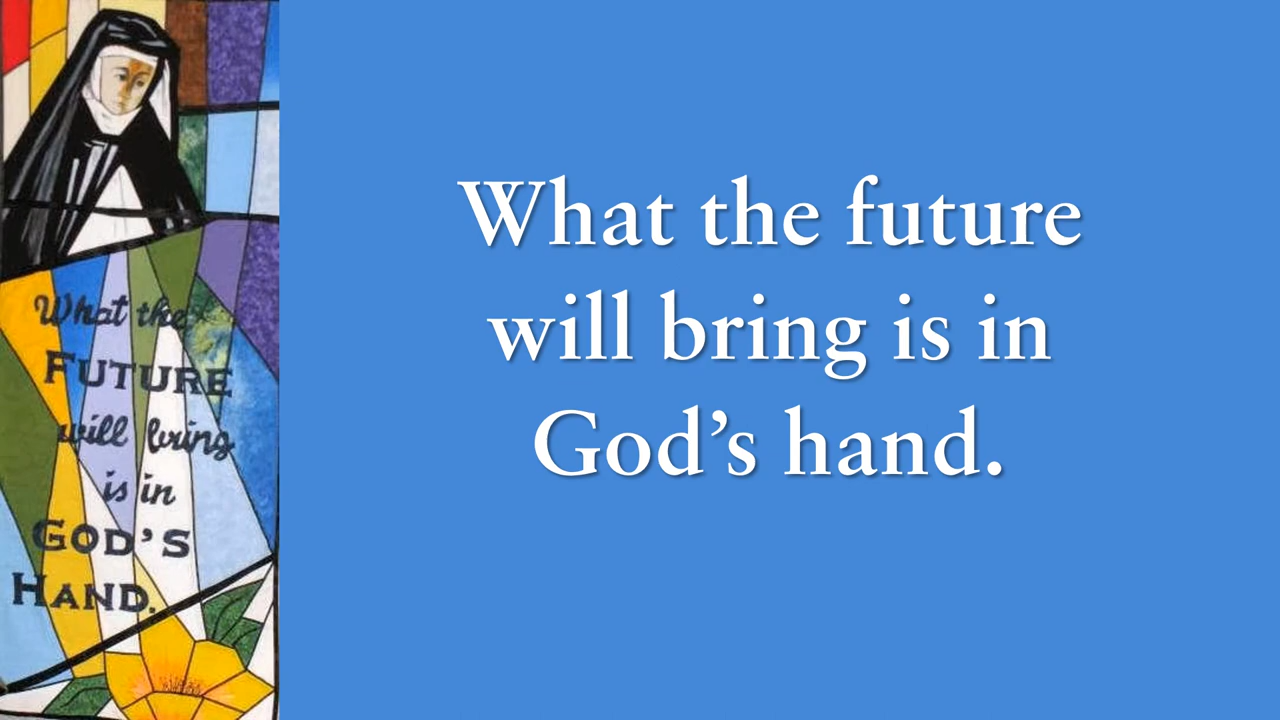 What the
FUTURE
will bring
is in
GOD'S
HAND.
What the future
will bring is in
God’s hand.